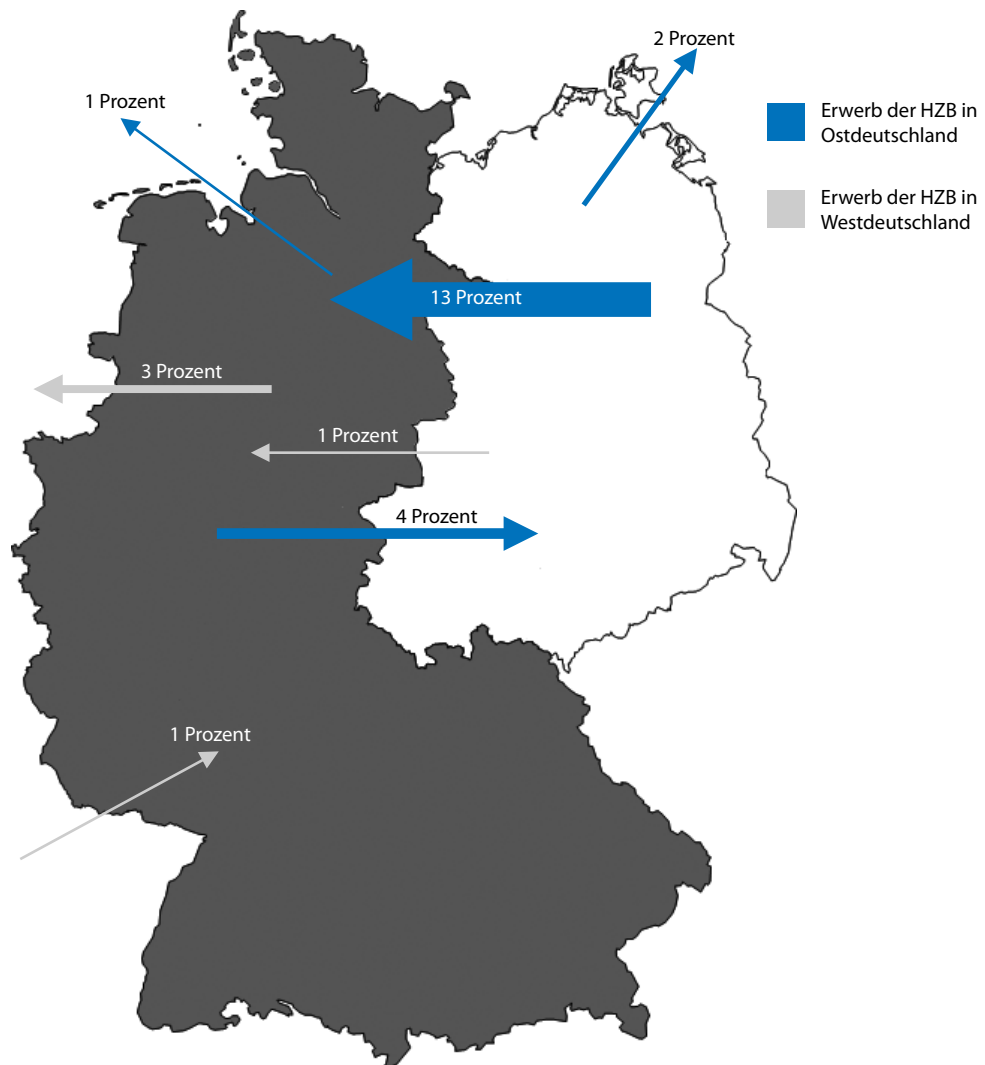 2 Prozent
1 Prozent
Erwerb der HZB in
Ostdeutschland
Erwerb der HZB in
Westdeutschland
13 Prozent
3 Prozent
1 Prozent
4 Prozent
1 Prozent